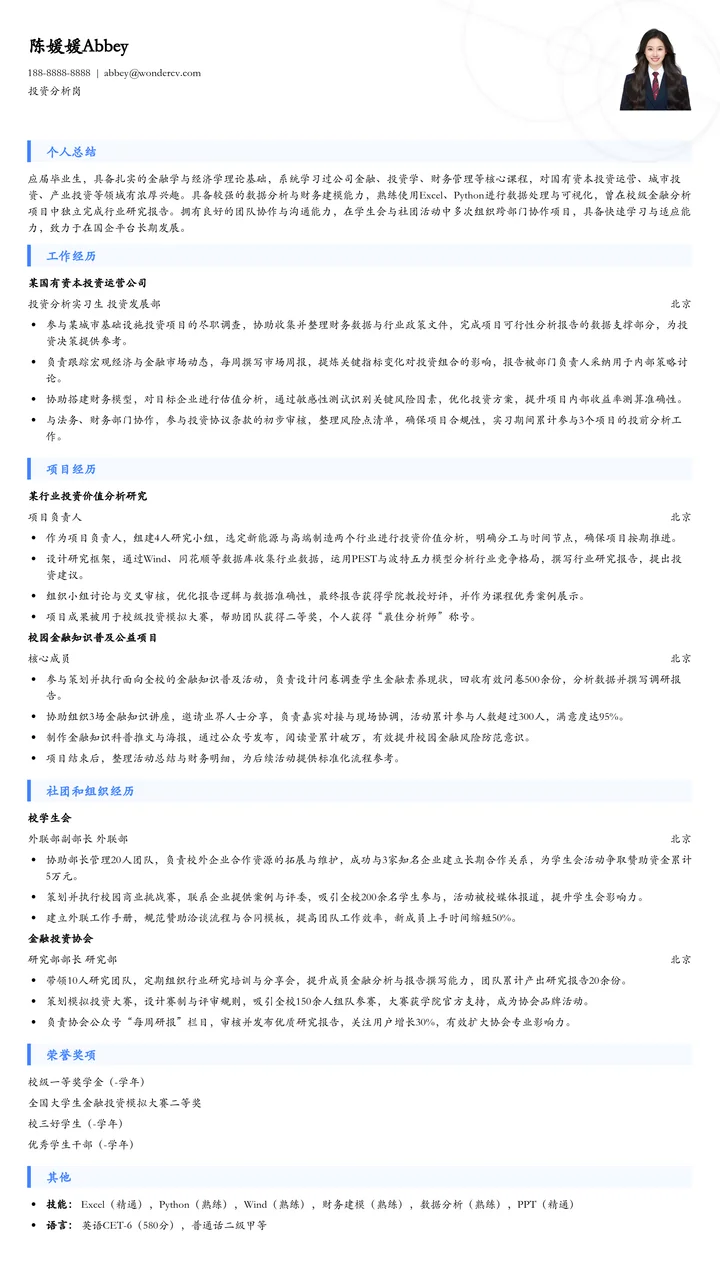 陈媛媛Abbey
188-8888-8888 | abbey@wondercv.com
投资分析岗
个人总结
应届毕业生，具备扎实的金融学与经济学理论基础，系统学习过公司金融、投资学、财务管理等核心课程，对国有资本投资运营、城市投
资、产业投资等领域有浓厚兴趣。具备较强的数据分析与财务建模能力，熟练使用Excel、Python进行数据处理与可视化，曾在校级金融分析
项目中独立完成行业研究报告。拥有良好的团队协作与沟通能力，在学生会与社团活动中多次组织跨部门协作项目，具备快速学习与适应能
力，致力于在国企平台长期发展。
工作经历
某国有资本投资运营公司
投资分析实习生 投资发展部 北京
• 参与某城市基础设施投资项目的尽职调查，协助收集并整理财务数据与行业政策文件，完成项目可行性分析报告的数据支撑部分，为投
资决策提供参考。
• 负责跟踪宏观经济与金融市场动态，每周撰写市场周报，提炼关键指标变化对投资组合的影响，报告被部门负责人采纳用于内部策略讨
论。
• 协助搭建财务模型，对目标企业进行估值分析，通过敏感性测试识别关键风险因素，优化投资方案，提升项目内部收益率测算准确性。
• 与法务、财务部门协作，参与投资协议条款的初步审核，整理风险点清单，确保项目合规性，实习期间累计参与3个项目的投前分析工
作。
项目经历
某行业投资价值分析研究
项目负责人 北京
• 作为项目负责人，组建4人研究小组，选定新能源与高端制造两个行业进行投资价值分析，明确分工与时间节点，确保项目按期推进。
• 设计研究框架，通过Wind、同花顺等数据库收集行业数据，运用PEST与波特五力模型分析行业竞争格局，撰写行业研究报告，提出投
资建议。
• 组织小组讨论与交叉审核，优化报告逻辑与数据准确性，最终报告获得学院教授好评，并作为课程优秀案例展示。
• 项目成果被用于校级投资模拟大赛，帮助团队获得二等奖，个人获得“最佳分析师”称号。
校园金融知识普及公益项目
核心成员 北京
• 参与策划并执行面向全校的金融知识普及活动，负责设计问卷调查学生金融素养现状，回收有效问卷500余份，分析数据并撰写调研报
告。
• 协助组织3场金融知识讲座，邀请业界人士分享，负责嘉宾对接与现场协调，活动累计参与人数超过300人，满意度达95%。
• 制作金融知识科普推文与海报，通过公众号发布，阅读量累计破万，有效提升校园金融风险防范意识。
• 项目结束后，整理活动总结与财务明细，为后续活动提供标准化流程参考。
社团和组织经历
校学生会
外联部副部长 外联部 北京
• 协助部长管理20人团队，负责校外企业合作资源的拓展与维护，成功与3家知名企业建立长期合作关系，为学生会活动争取赞助资金累计
5万元。
• 策划并执行校园商业挑战赛，联系企业提供案例与评委，吸引全校200余名学生参与，活动被校媒体报道，提升学生会影响力。
• 建立外联工作手册，规范赞助洽谈流程与合同模板，提高团队工作效率，新成员上手时间缩短50%。
金融投资协会
研究部部长 研究部 北京
• 带领10人研究团队，定期组织行业研究培训与分享会，提升成员金融分析与报告撰写能力，团队累计产出研究报告20余份。
• 策划模拟投资大赛，设计赛制与评审规则，吸引全校150余人组队参赛，大赛获学院官方支持，成为协会品牌活动。
• 负责协会公众号“每周研报”栏目，审核并发布优质研究报告，关注用户增长30%，有效扩大协会专业影响力。
荣誉奖项
校级一等奖学金（-学年）
全国大学生金融投资模拟大赛二等奖
校三好学生（-学年）
优秀学生干部（-学年）
其他
• 技能： Excel（精通），Python（熟练），Wind（熟练），财务建模（熟练），数据分析（熟练），PPT（精通）
• 语言： 英语CET-6（580分），普通话二级甲等